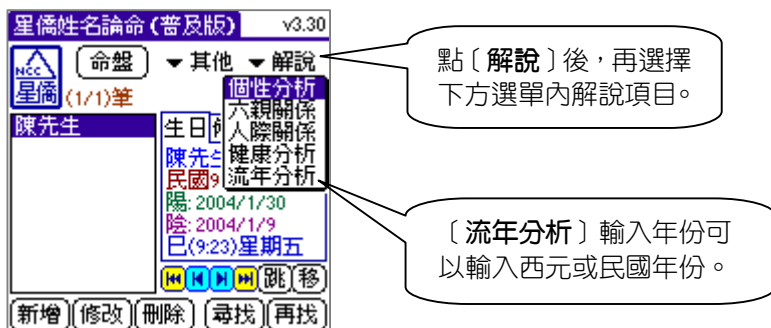 星僑姓名論命(普及版) v3.30
NCC 星僑 命盤 ▼其他 ▼解說
(1/1)筆
個性分析
六親關係
人際關係
健康分析
流年分析
陳先生
生日
陳先
民國9
陽: 2004/1/30
陰: 2004/1/9
巳(9:23)星期五
跳 移
新增 修改 刪除 尋找 再找
點〔解說〕後，再選擇
下方選單內解說項目。
〔流年分析〕輸入年份可
以輸入西元或民國年份。